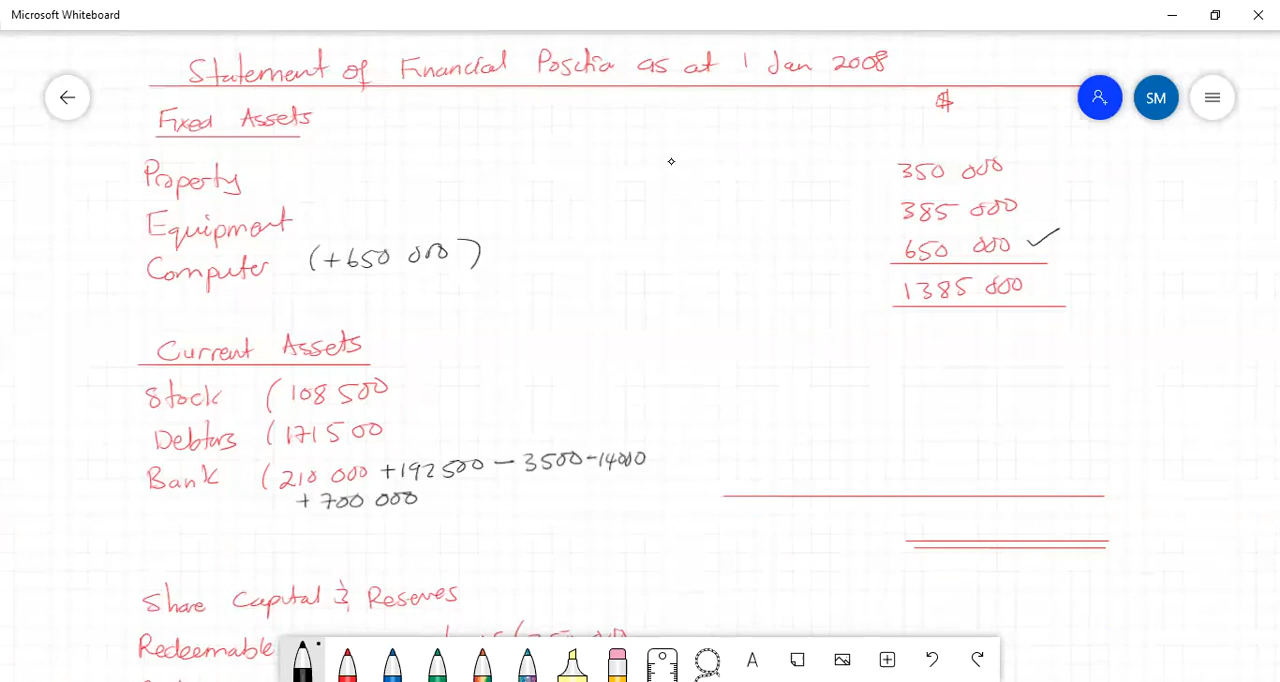 Microsoft Whiteboard
Statement of Financial Position as at 1 Jan 2008
$
SM
Fixed Assets
Property 350 000
Equipment 385 000
Computer (+650 000) 650 000 ✓
1385 000
Current Assets
Stock (108 500
Debtors (171 500
Bank (210 000 +192 500 - 3500 -14000
+ 700 000
Share Capital & Reserves
Redeemable
A